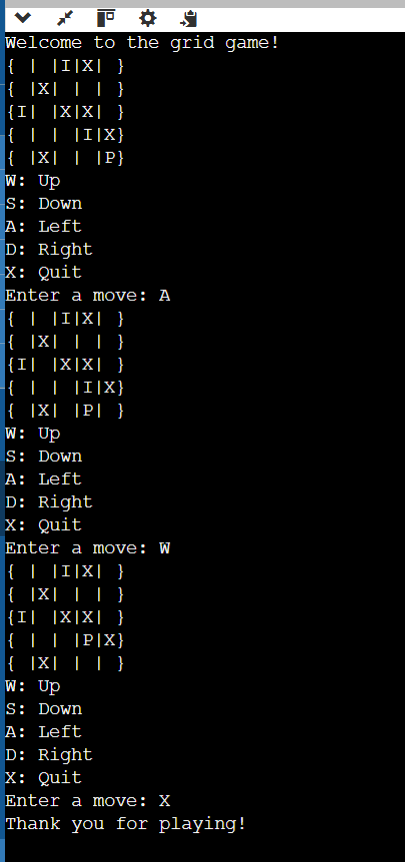 Welcome to the grid game!
{ | |I|X| }
{ |X| | | }
{I| |X|X| }
{ | | |I|X}
{ |X| | |P}
W: Up
S: Down
A: Left
D: Right
X: Quit
Enter a move: A
{ | |I|X| }
{ |X| | | }
{I| |X|X| }
{ | | |I|X}
{ |X| |P| }
W: Up
S: Down
A: Left
D: Right
X: Quit
Enter a move: W
{ | |I|X| }
{ |X| | | }
{I| |X|X| }
{ | | |P|X}
{ |X| | | }
W: Up
S: Down
A: Left
D: Right
X: Quit
Enter a move: X
Thank you for playing!